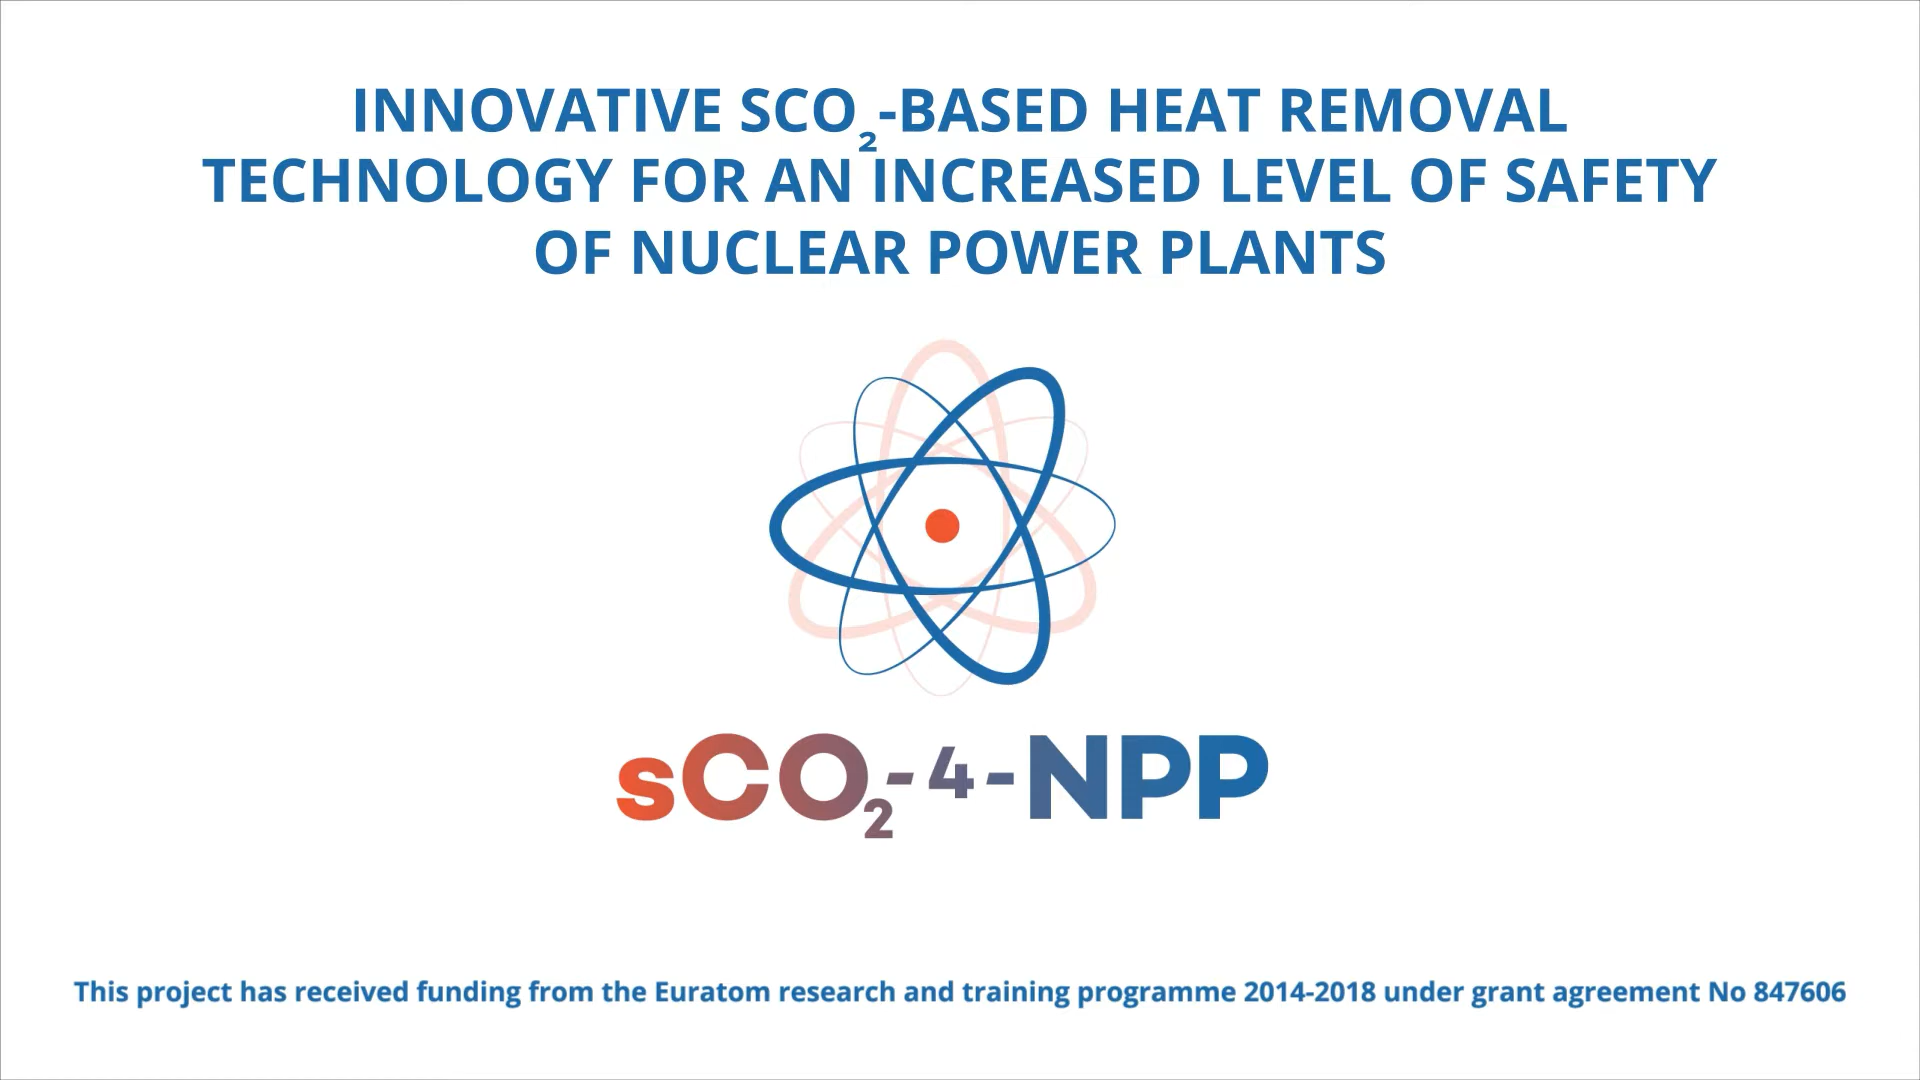 INNOVATIVE SCO₂-BASED HEAT REMOVAL
TECHNOLOGY FOR AN INCREASED LEVEL OF SAFETY
OF NUCLEAR POWER PLANTS
sCO₂-4-NPP
This project has received funding from the Euratom research and training programme 2014-2018 under grant agreement No 847606